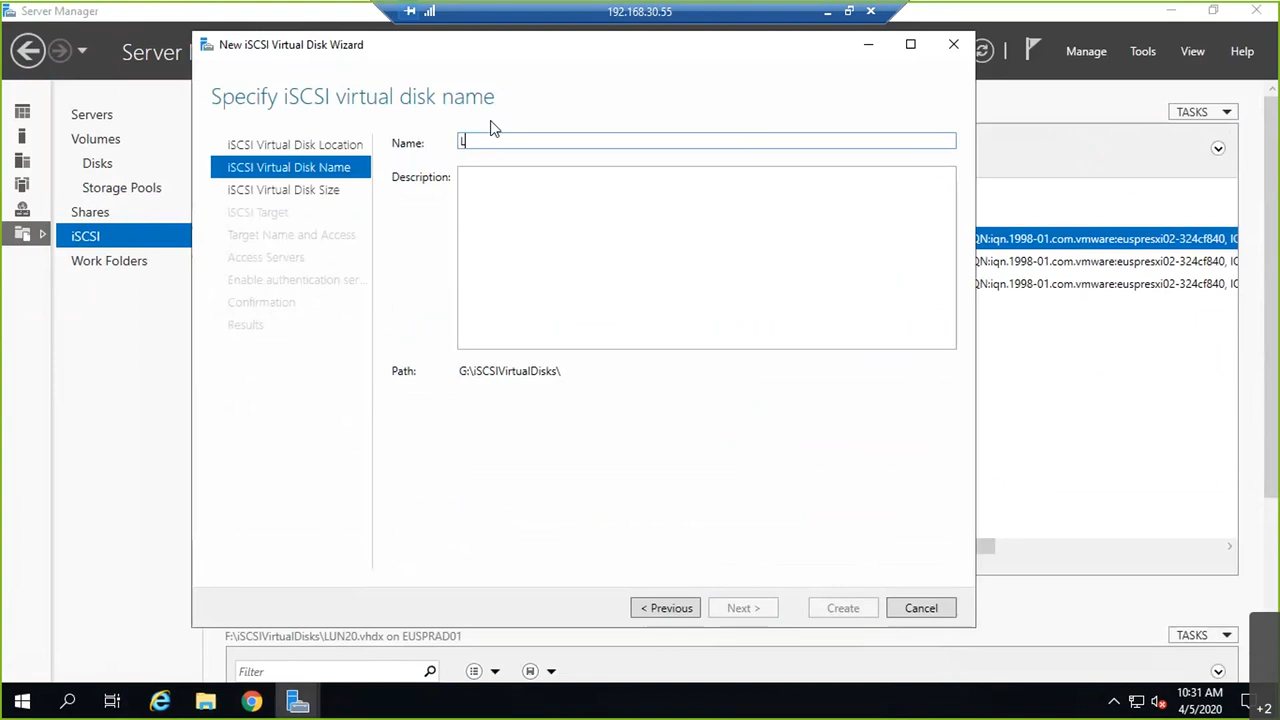 Server Manager
192.168.30.55
Server
Manage
Tools
View
Help
New iSCSI Virtual Disk Wizard
Specify iSCSI virtual disk name
iSCSI Virtual Disk Location
iSCSI Virtual Disk Name
iSCSI Virtual Disk Size
iSCSI Target
Target Name and Access
Access Servers
Enable authentication ser...
Confirmation
Results
Name:
L
Description:
Path:
G:\iSCSIVirtualDisks\
< Previous
Next >
Create
Cancel
Servers
Volumes
Disks
Storage Pools
Shares
iSCSI
Work Folders
TASKS
QN:iqn.1998-01.com.vmware:euspresxi02-324cf840, IC
QN:iqn.1998-01.com.vmware:euspresxi02-324cf840, IC
QN:iqn.1998-01.com.vmware:euspresxi02-324cf840, IC
F:\iSCSIVirtualDisks\LUN20.vhdx on EUSPRAD01
TASKS
Filter
10:31 AM
4/5/2020
+2